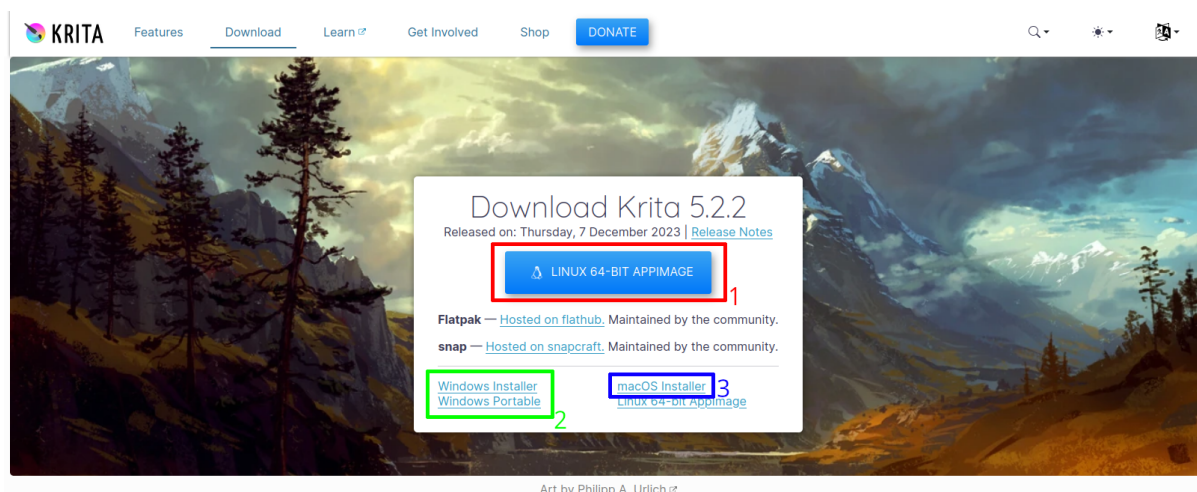 KRITA Features Download Learn Get Involved Shop DONATE
Download Krita 5.2.2
Released on: Thursday, 7 December 2023 | Release Notes
LINUX 64-BIT APPIMAGE
1
Flatpak — Hosted on flathub. Maintained by the community.
snap — Hosted on snapcraft. Maintained by the community.
Windows Installer macOS Installer 3
Windows Portable Linux 64-bit AppImage
2
Art by Philipp A. Urlich